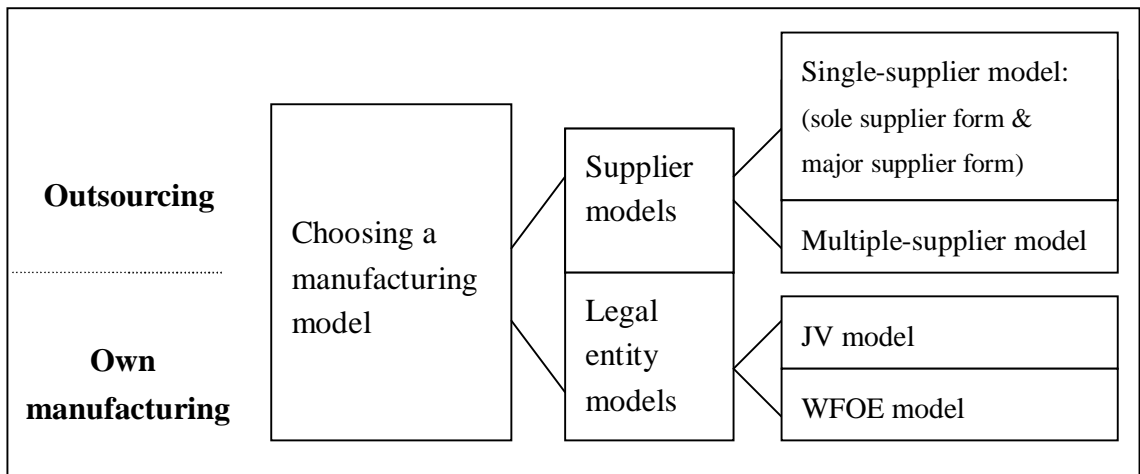 Outsourcing
Own
manufacturing
Choosing a
manufacturing
model
Supplier
models
Legal
entity
models
Single-supplier model:
(sole supplier form &
major supplier form)
Multiple-supplier model
JV model
WFOE model